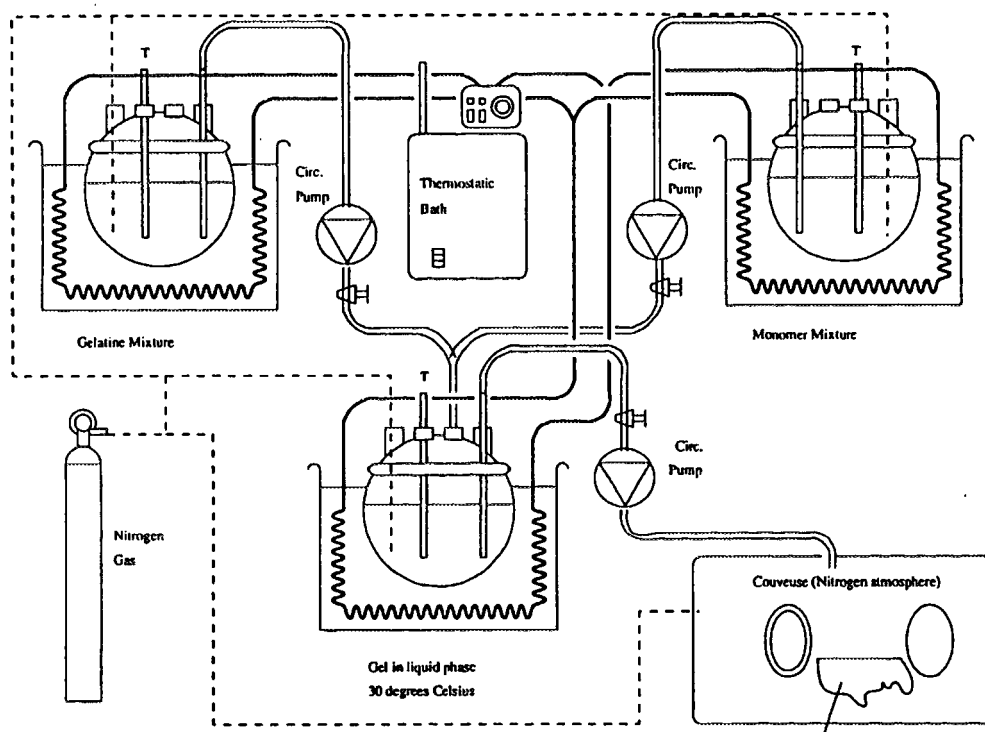 T
T
Circ.
Pump
Thermostatic
Bath
Circ.
Pump
Gelatine Mixture
Monomer Mixture
T
Circ.
Pump
Nitrogen
Gas
Couveuse (Nitrogen atmosphere)
Gel in liquid phase
30 degrees Celsius